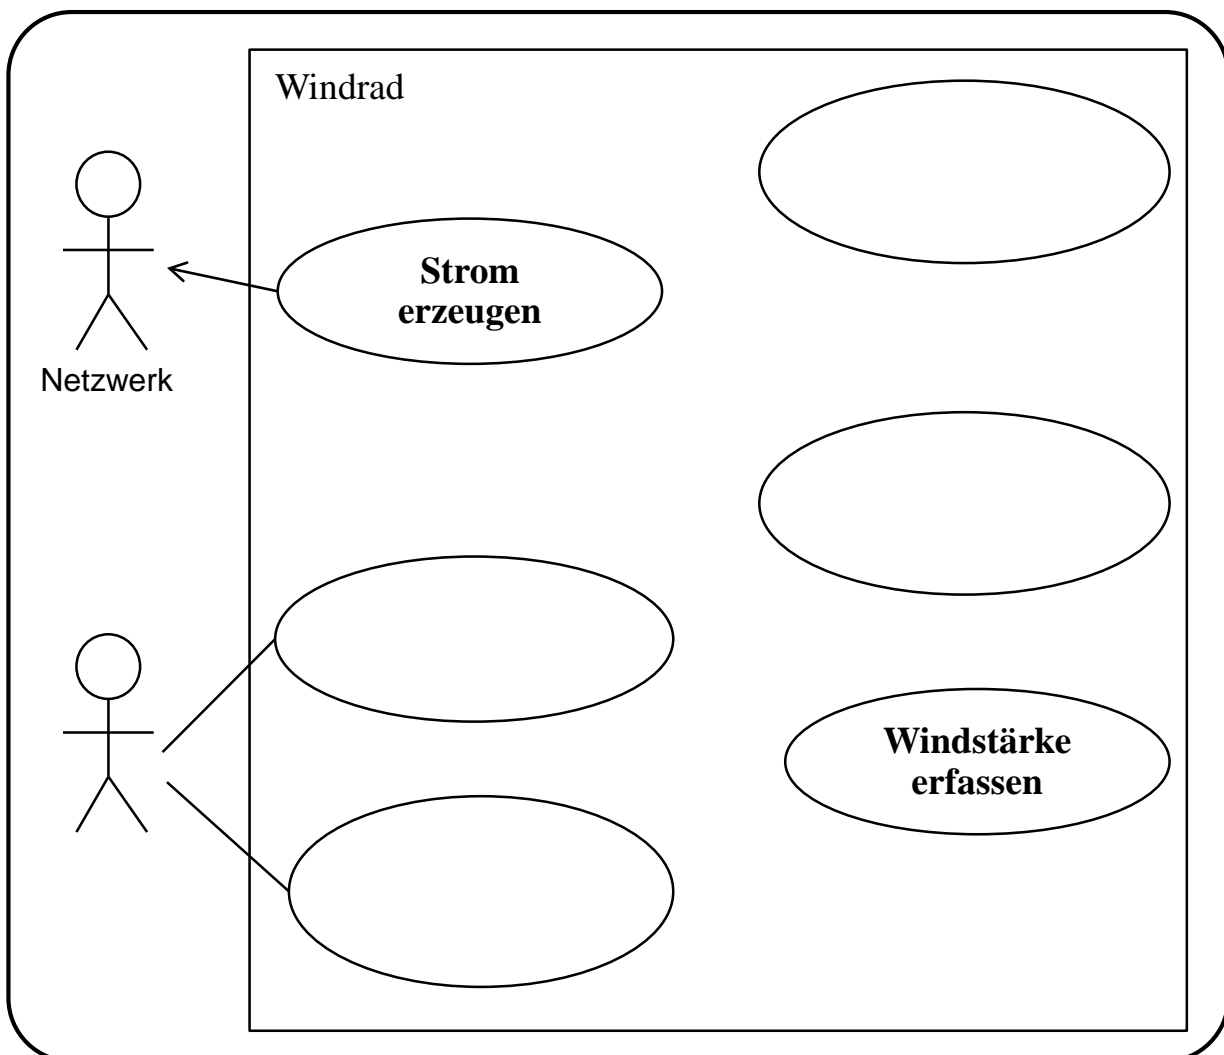 Windrad
Strom
erzeugen
Netzwerk
Windstärke
erfassen